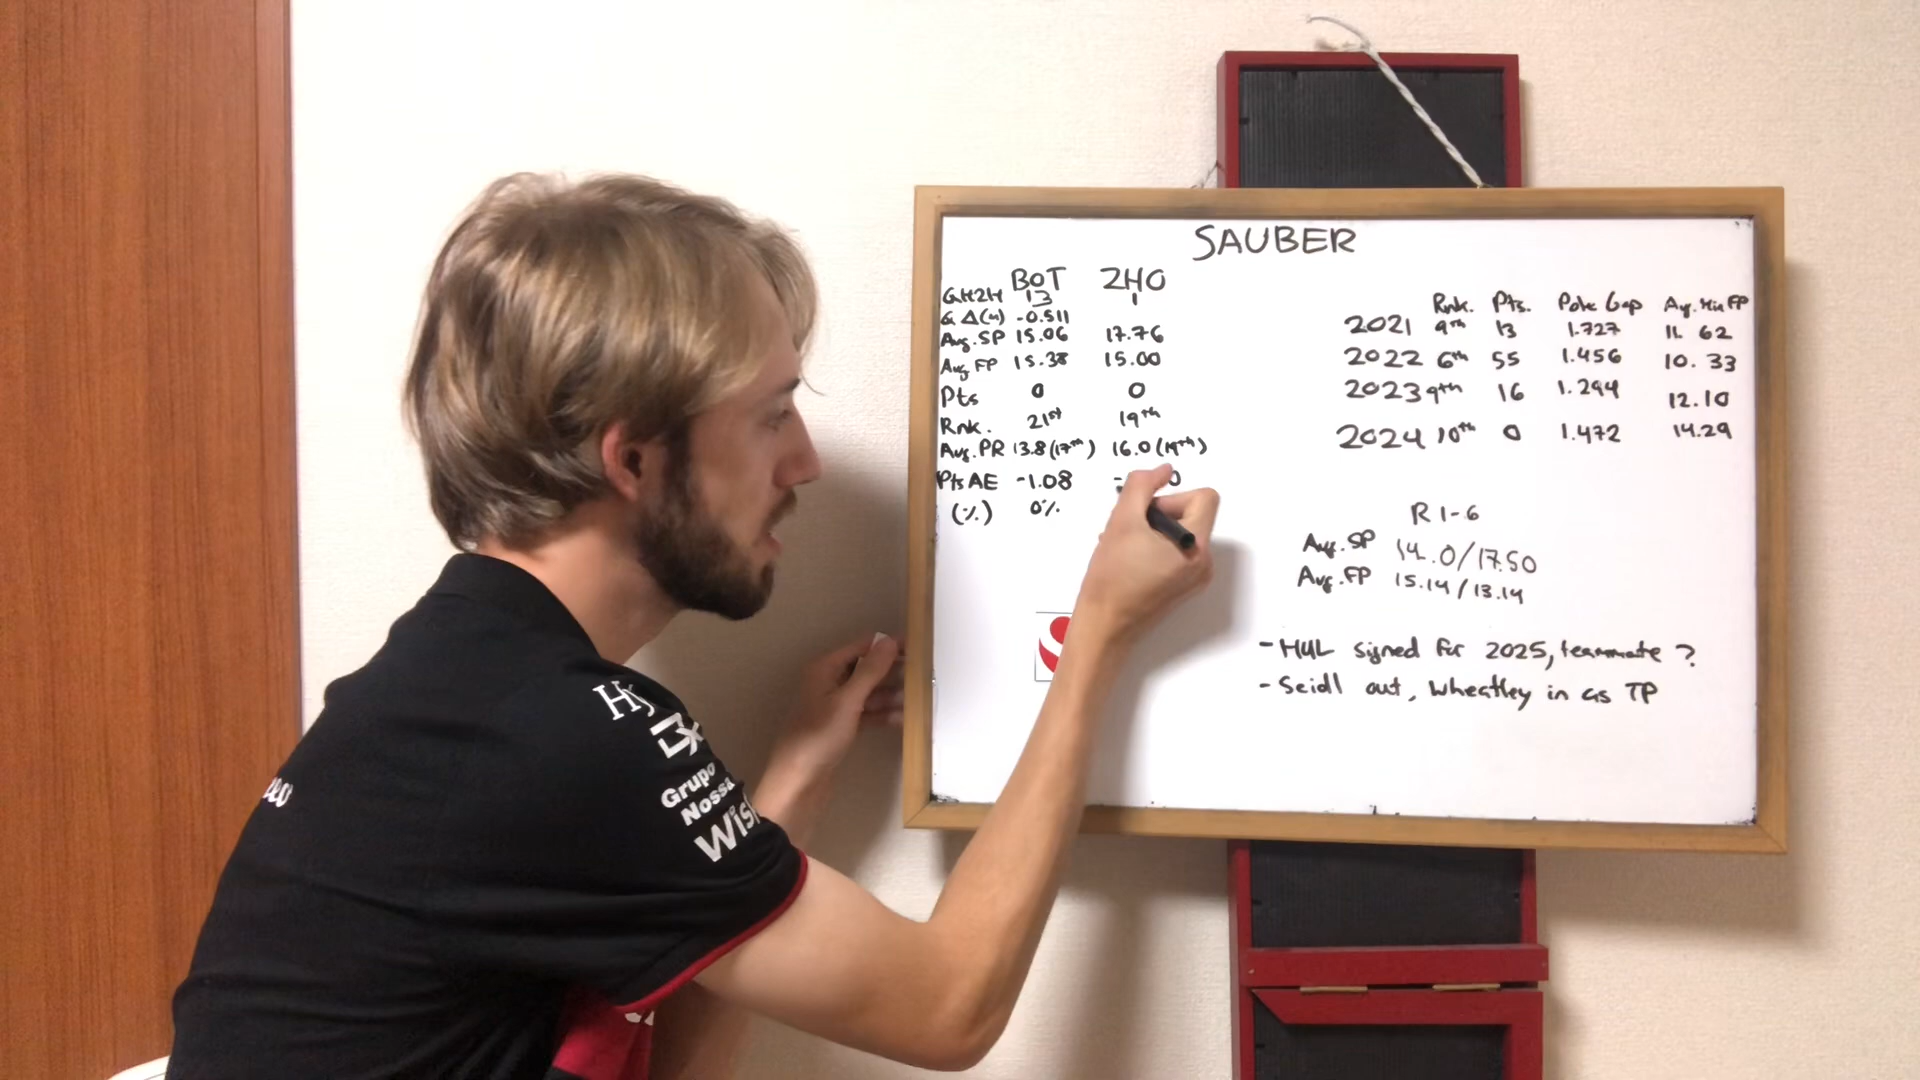 SAUBER
BOT ZHO
QH2H 13 1
Q Δ(s) -0.511
Avg. SP 15.06 17.76
Avg FP 15.38 15.00
Pts 0 0
Rnk. 21st 19th
Avg. PR 13.8 (17th) 16.0 (19th)
Pts AE -1.08
(%) 0%
Rnk. Pts. Pole Gap Avg. Hi FP
2021 9th 13 1.727 11.62
2022 6th 55 1.456 10.33
2023 9th 16 1.294 12.10
2024 10th 0 1.472 14.29
R 1-6
Avg. SP 14.0/17.50
Avg. FP 15.14/13.14
- HUL signed for 2025, teammate ?
- Seidl out, Wheatley in as TP
Grupo
Nossa